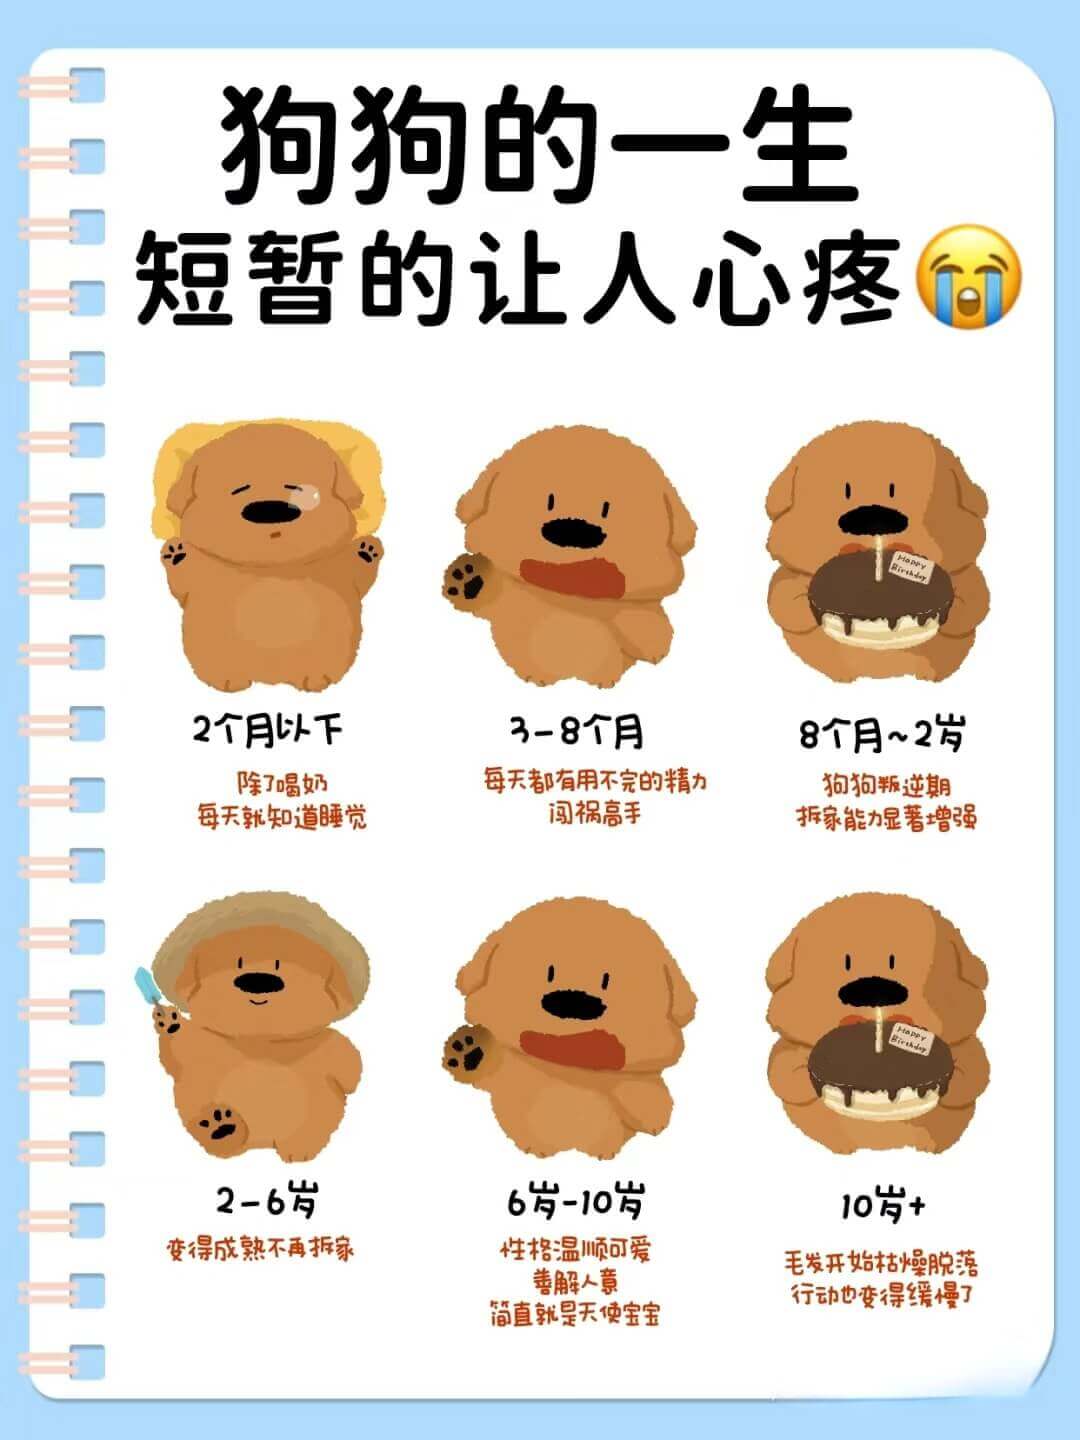 狗狗的一生
短暂的让人心疼😭
Happy
Birthday
2个月以下
除了喝奶
每天就知道睡觉
3-8个月
每天都有用不完的精力
闯祸高手
8个月~2岁
狗狗叛逆期
拆家能力显著增强
2-6岁
变得成熟不再拆家
6岁-10岁
性格温顺可爱
善解人意
简直就是天使宝宝
Happy
Birthday
10岁+
毛发开始枯燥脱落
行动也变得缓慢了